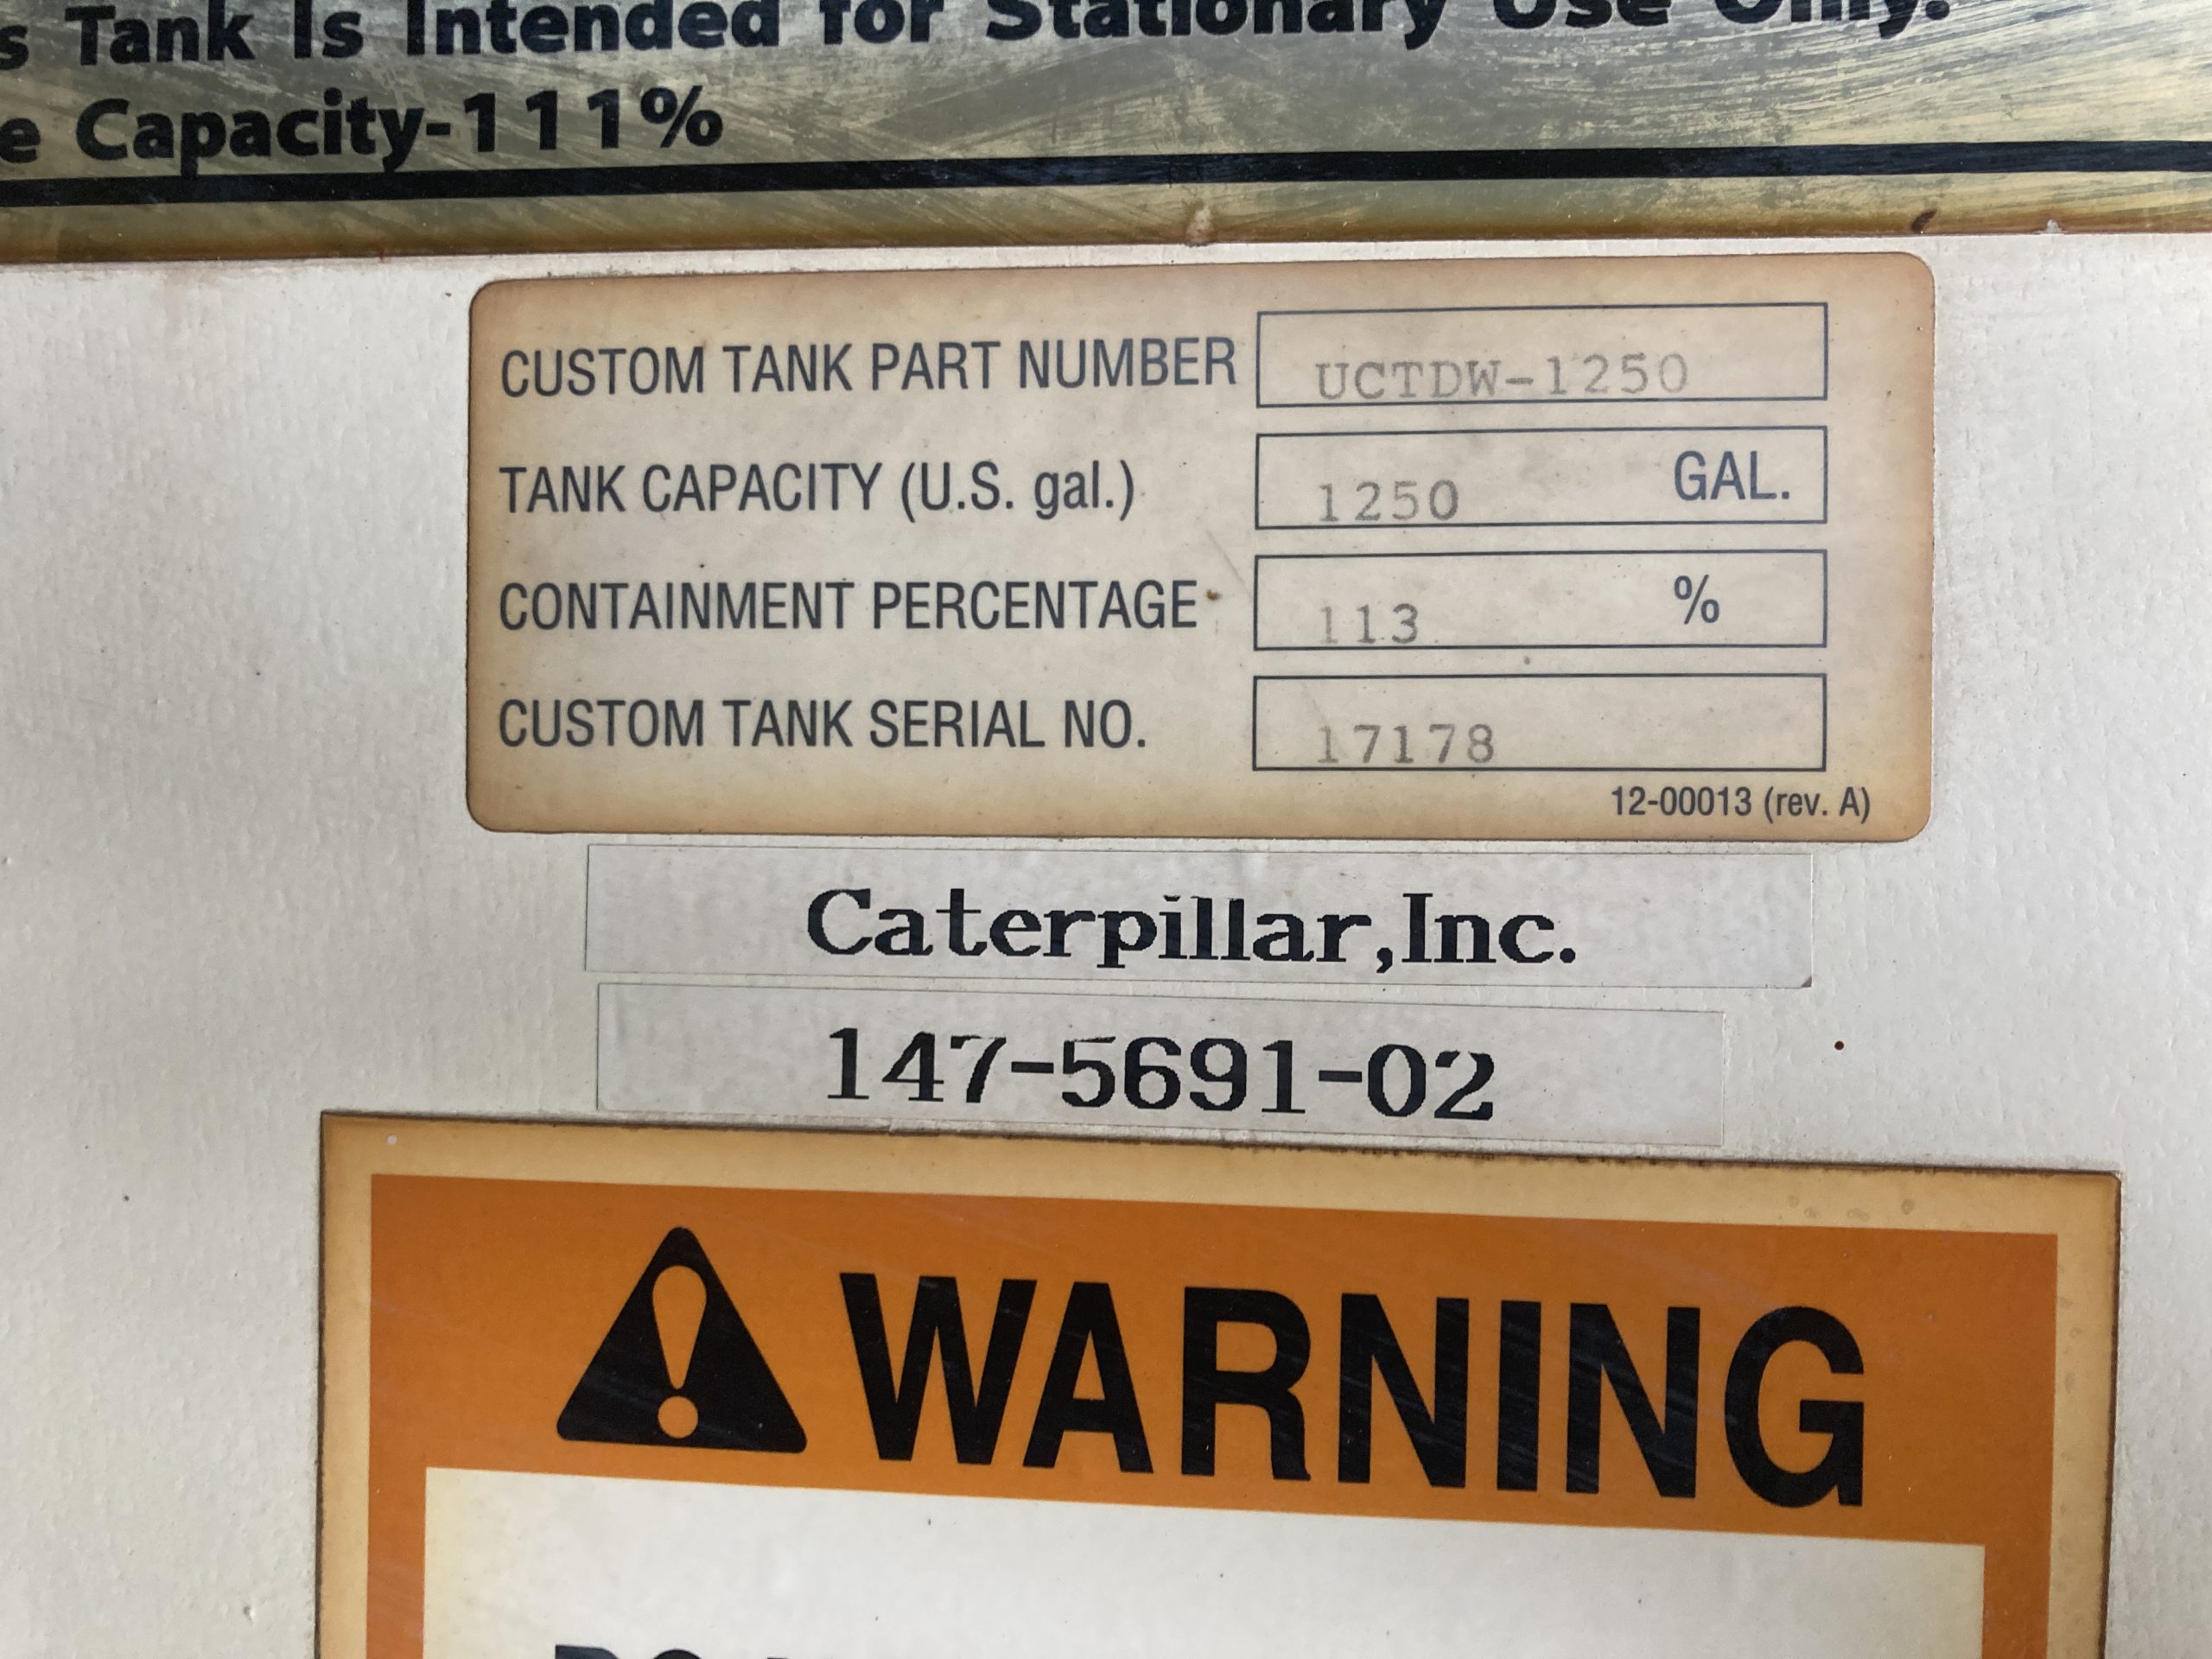 s Tank Is Intended for Stationary Use Only.
e Capacity-111%
CUSTOM TANK PART NUMBER UCTDW-1250
TANK CAPACITY (U.S. gal.) 1250 GAL.
CONTAINMENT PERCENTAGE 113 %
CUSTOM TANK SERIAL NO. 17178
12-00013 (rev. A)
Caterpillar,Inc.
147-5691-02
WARNING